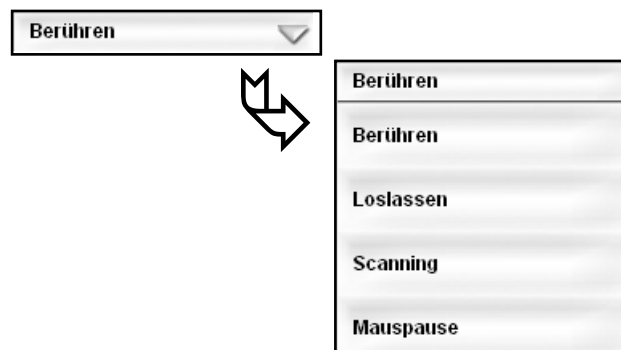 Berühren
Berühren
Berühren
Loslassen
Scanning
Mauspause